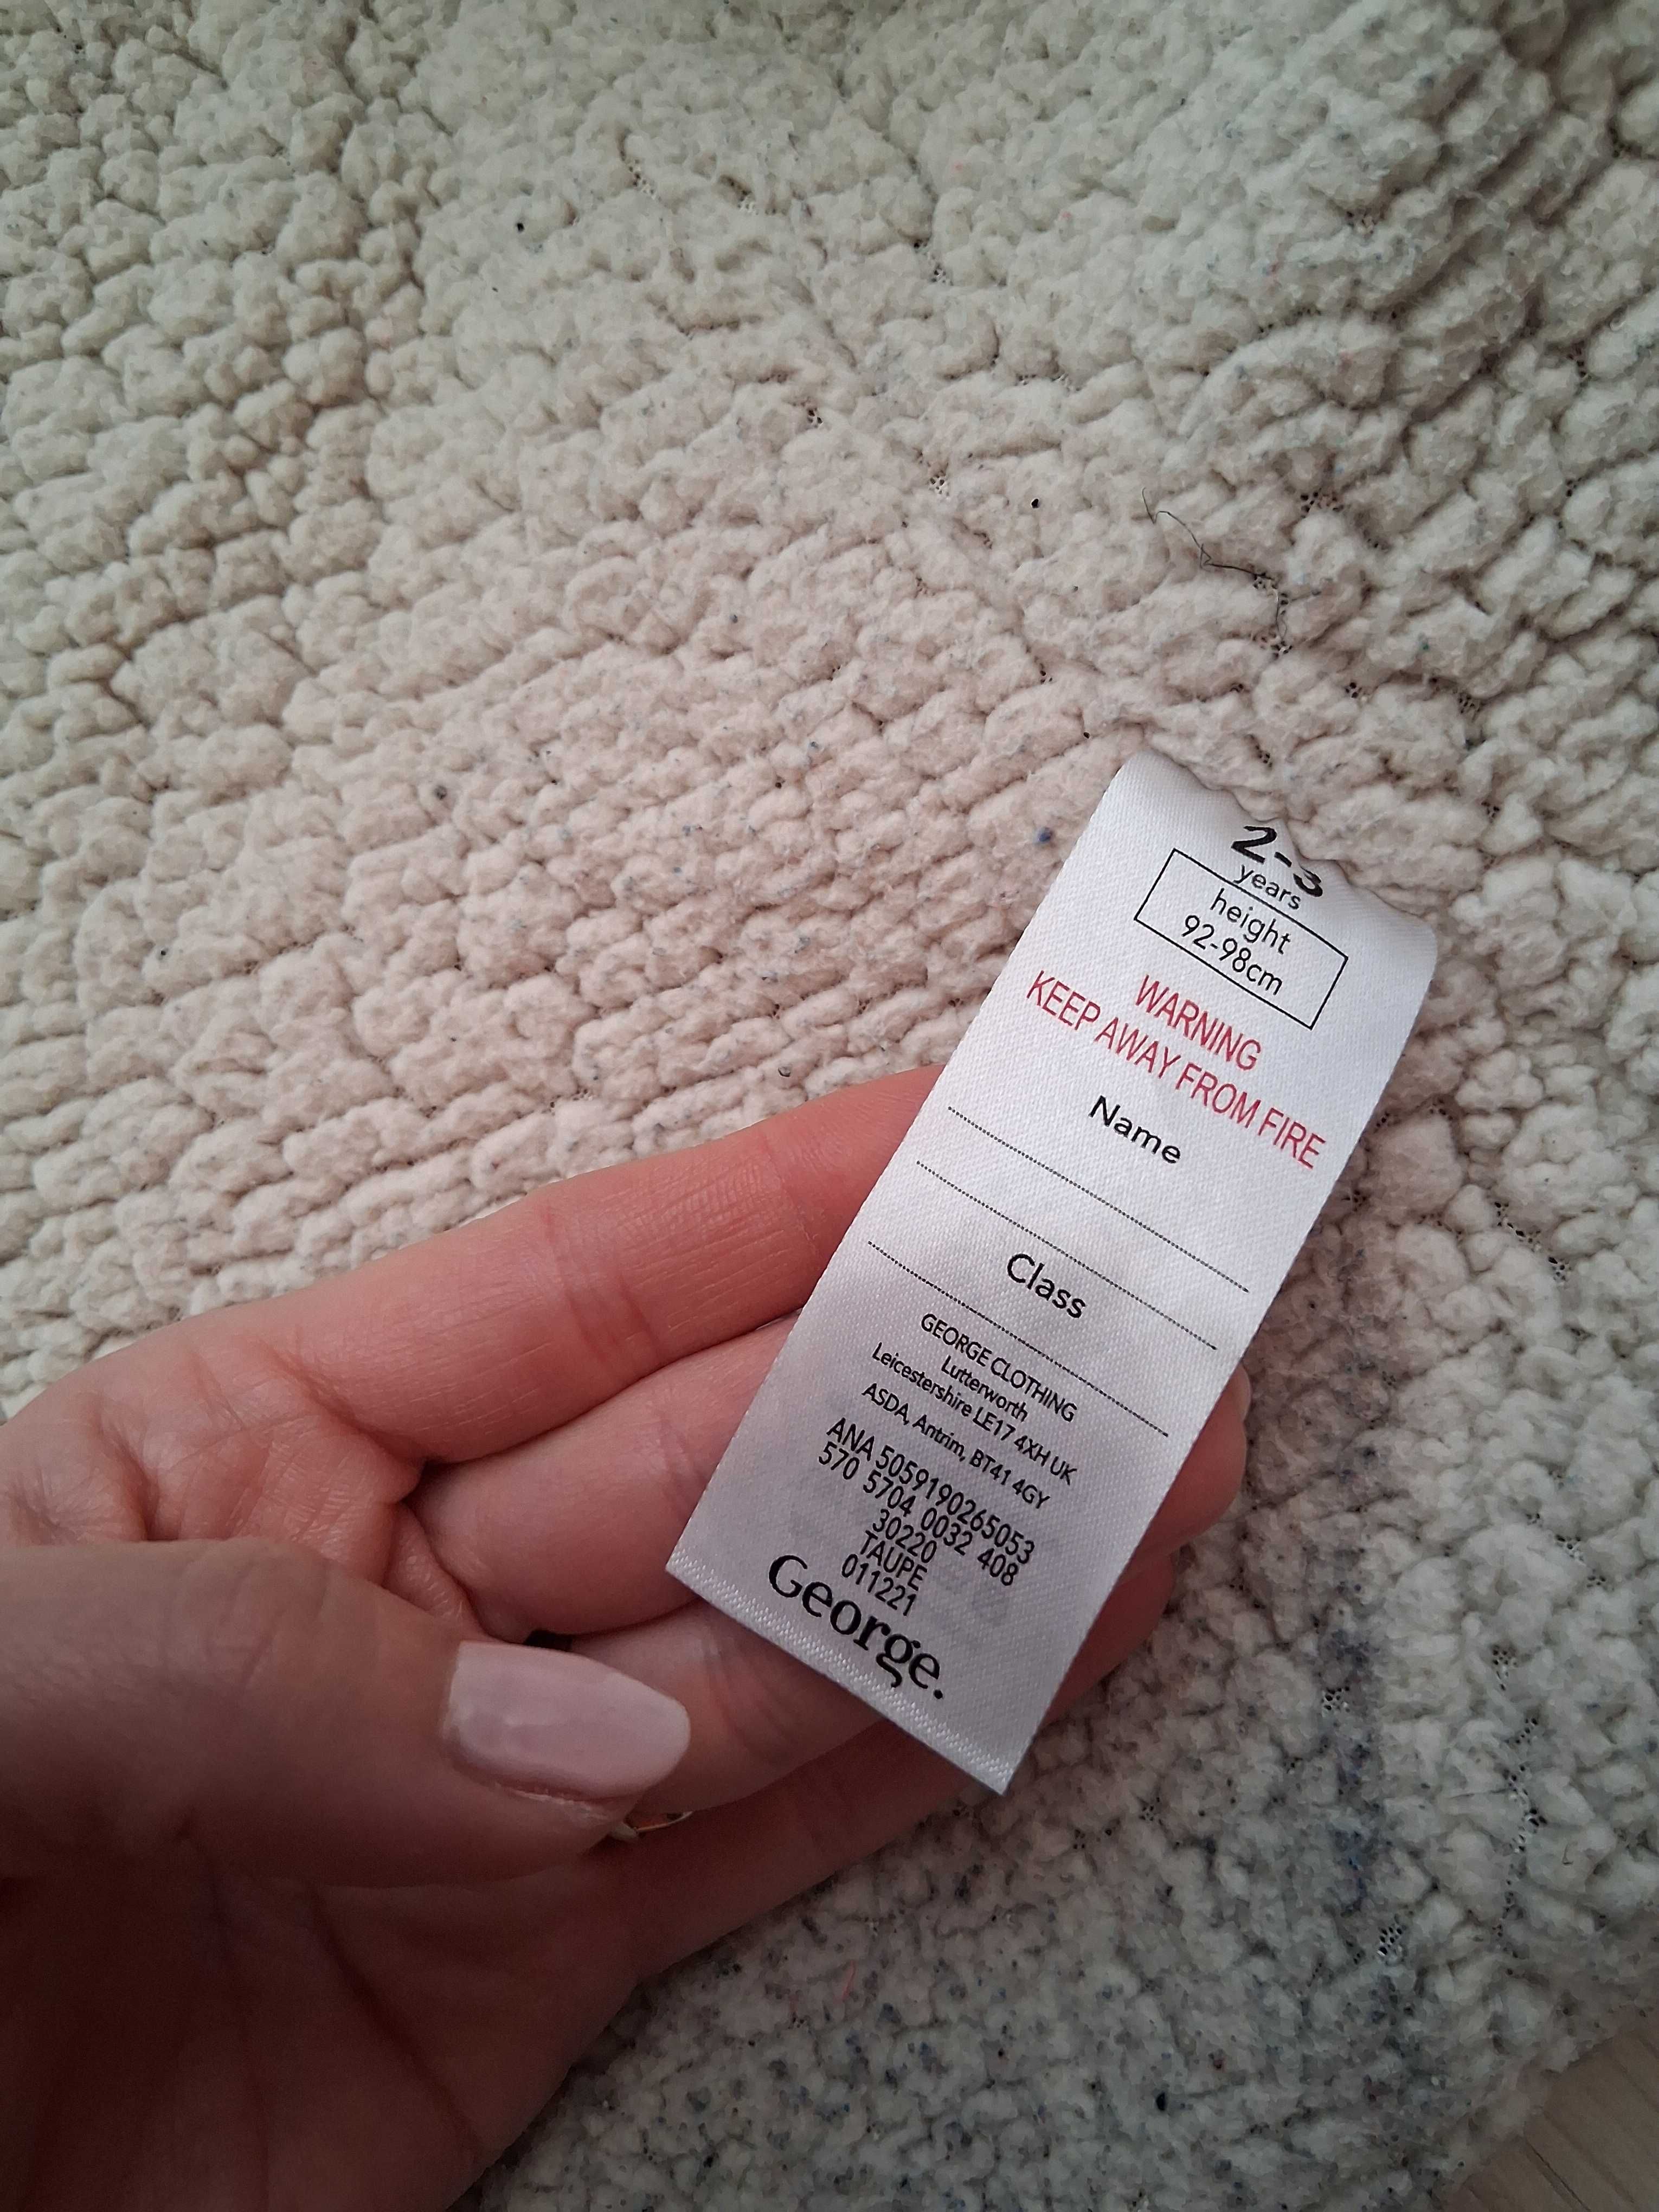 2-3
years
height
92-98cm
WARNING
KEEP AWAY FROM FIRE
Name
Class
GEORGE CLOTHING
Lutterworth
Leicestershire LE17 4XH UK
ASDA, Antrim, BT41 4GY
ANA 5059190265053
570 5704 0032 408
30220
TAUPE
011221
George.